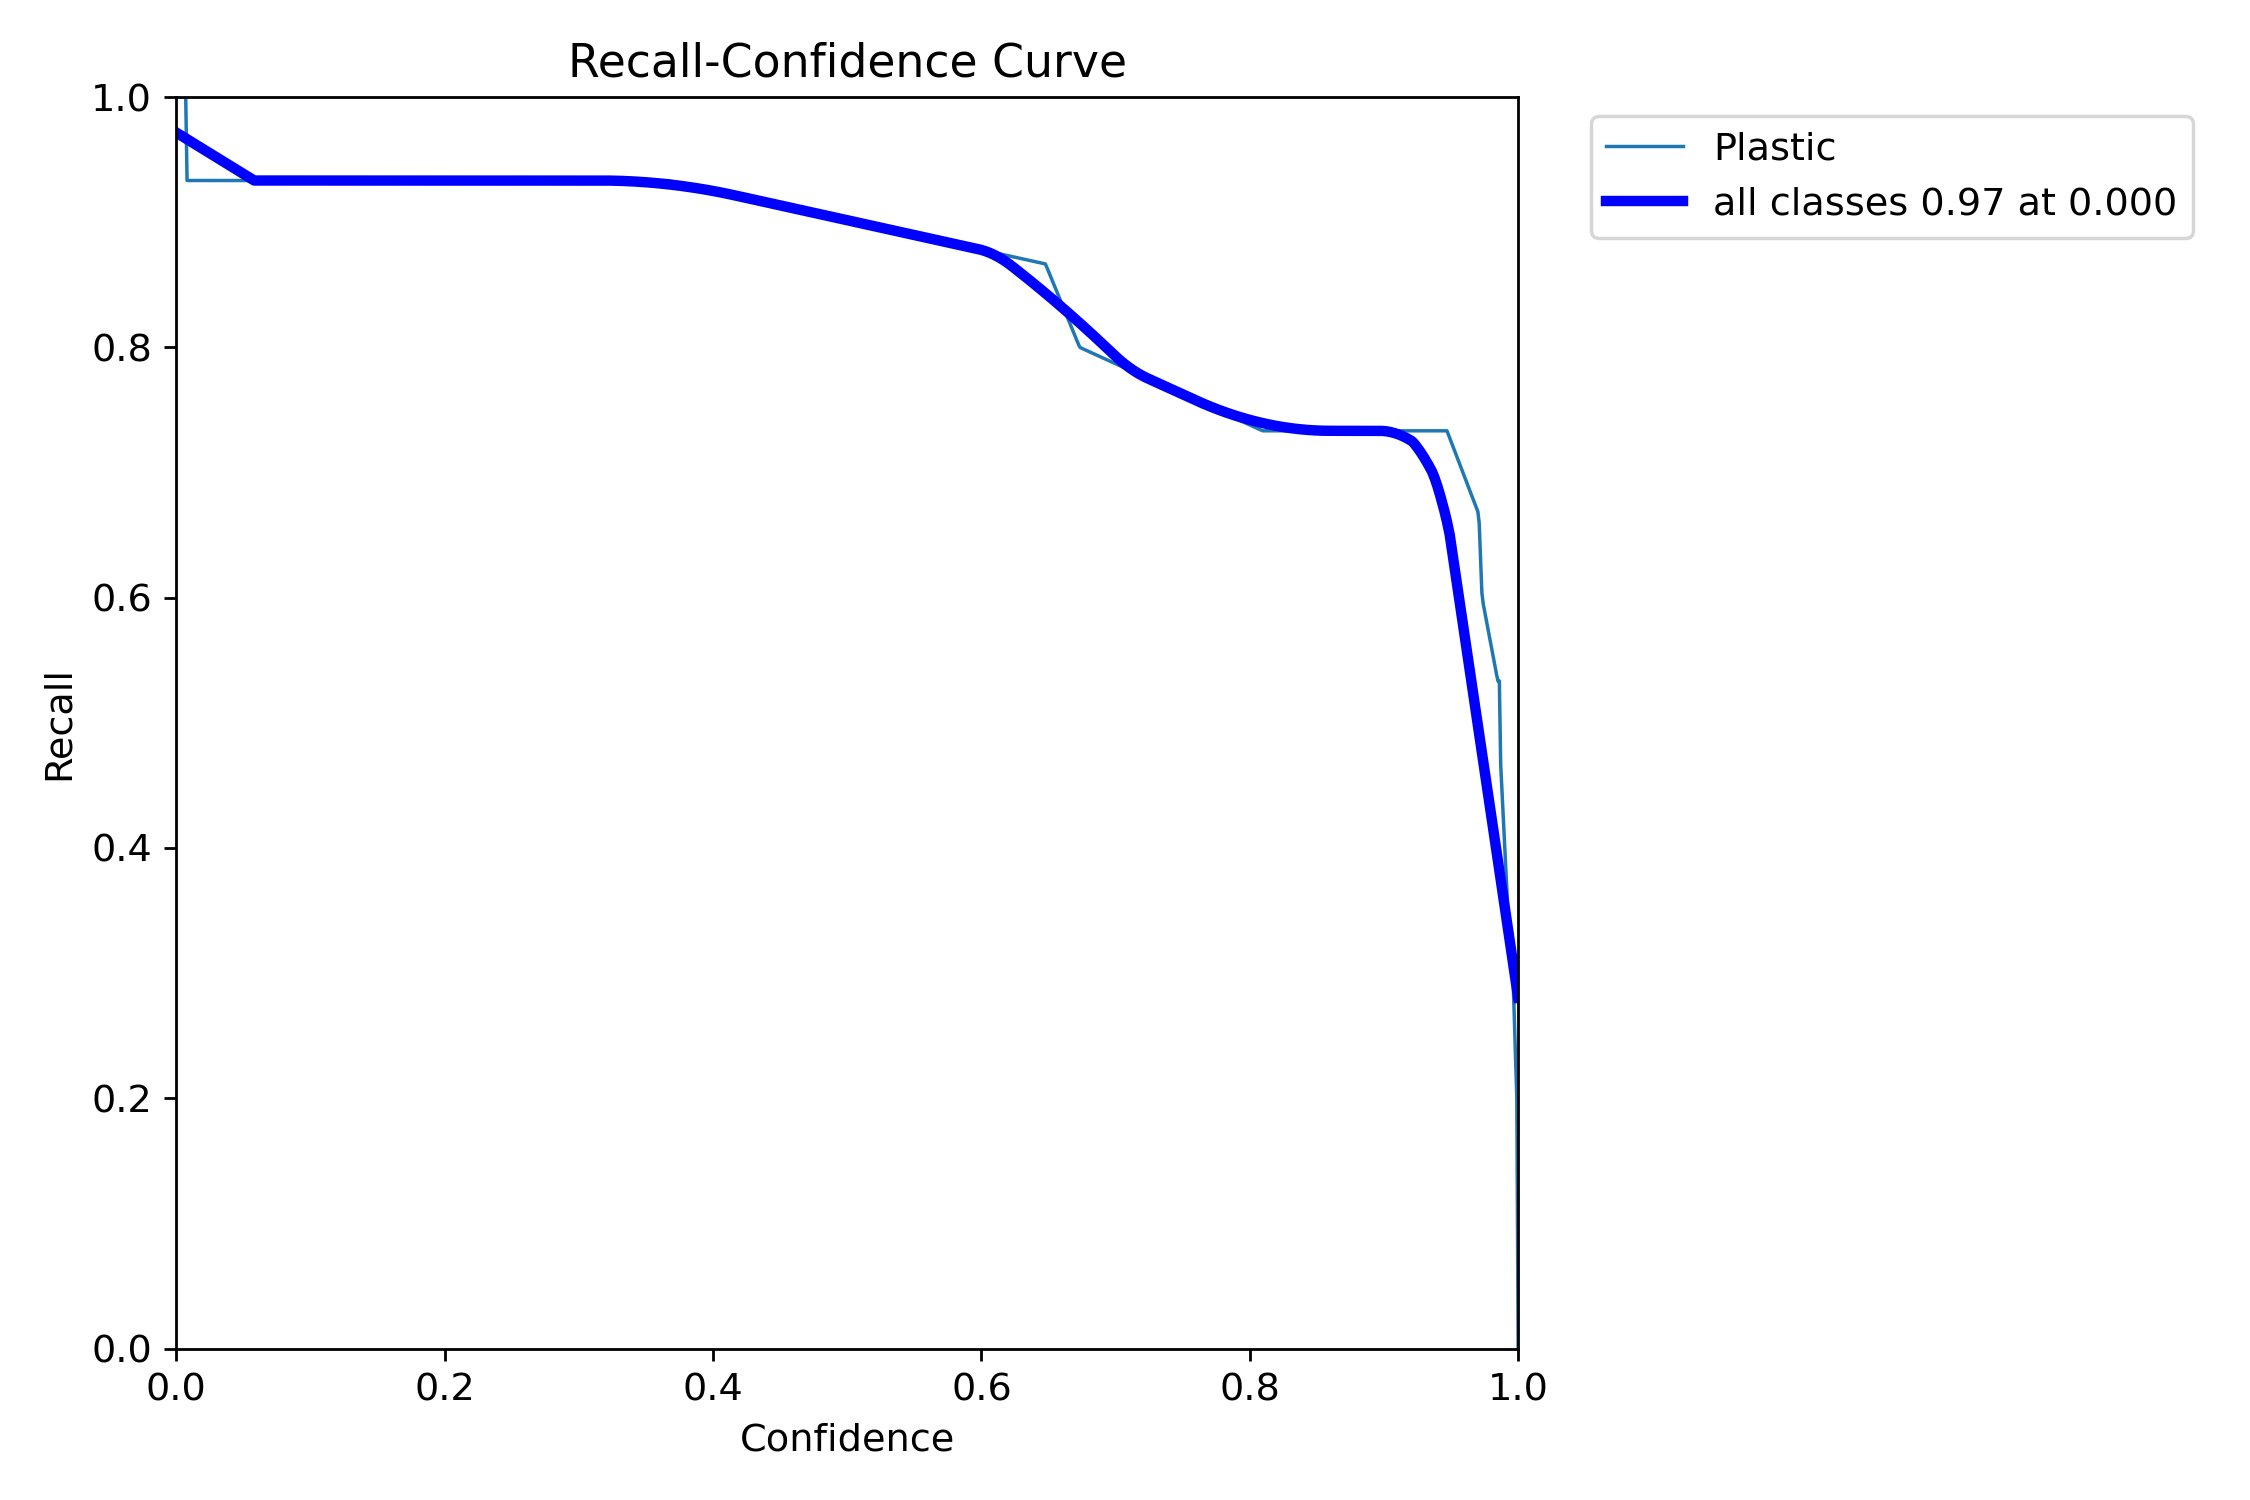 Recall-Confidence Curve
1.0
0.8
0.6
0.4
0.2
0.0
Recall
0.0 0.2 0.4 0.6 0.8 1.0
Confidence
Plastic
all classes 0.97 at 0.000